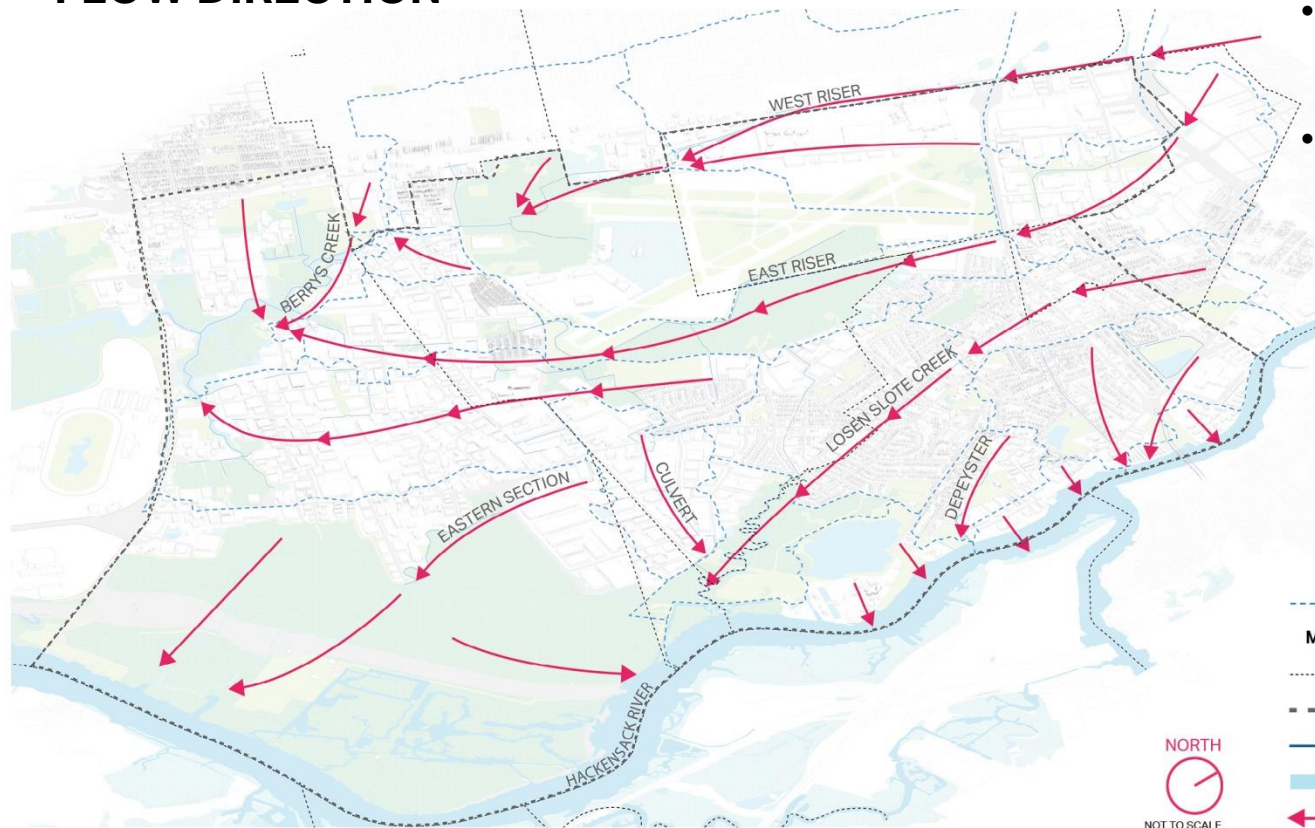 FLOW DIRECTION
•
•
WEST RISER
BERRYS CREEK
EAST RISER
LOSEN SLOTE CREEK
DEPEYSTER
CULVERT
EASTERN SECTION
HACKENSACK RIVER
M
NORTH
NOT TO SCALE